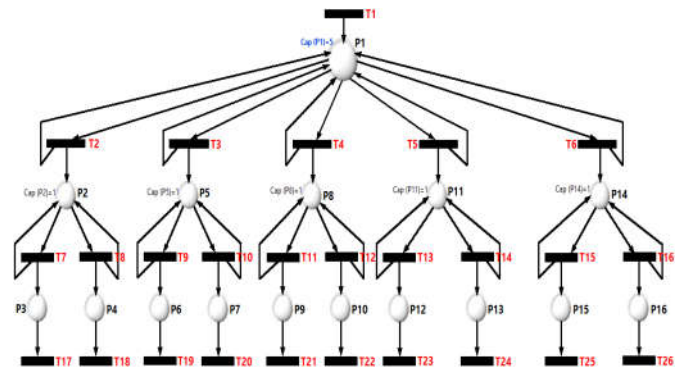 T1
Cap (P1)=5 P1
T2 T3 T4 T5 T6
Cap (P2)=1 P2 Cap (P5)=1 P5 Cap (P8)=1 P8 Cap (P11)=1 P11 Cap (P14)=1 P14
T7 T8 T9 T10 T11 T12 T13 T14 T15 T16
P3 P4 P6 P7 P9 P10 P12 P13 P15 P16
T17 T18 T19 T20 T21 T22 T23 T24 T25 T26